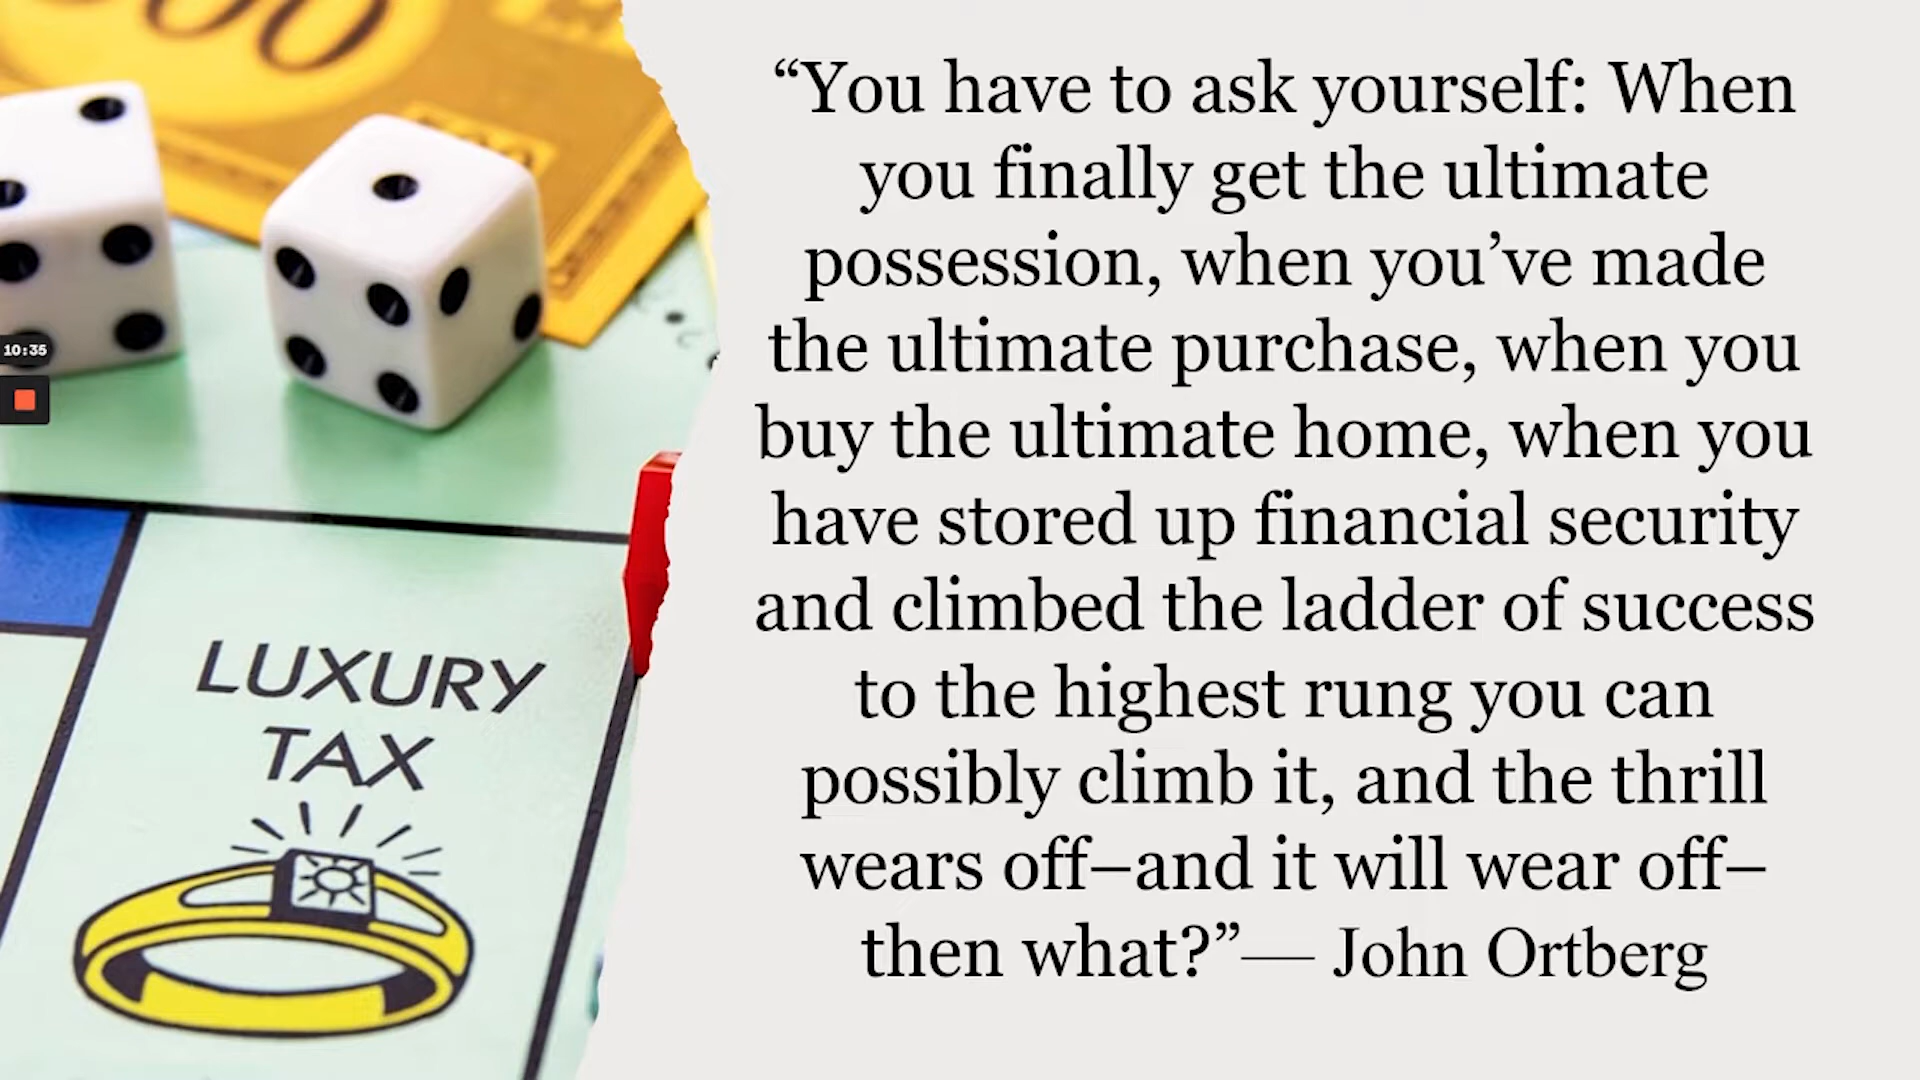 “You have to ask yourself: When
you finally get the ultimate
possession, when you’ve made
the ultimate purchase, when you
buy the ultimate home, when you
have stored up financial security
and climbed the ladder of success
to the highest rung you can
possibly climb it, and the thrill
wears off–and it will wear off–
then what?”— John Ortberg
10:35
LUXURY
TAX